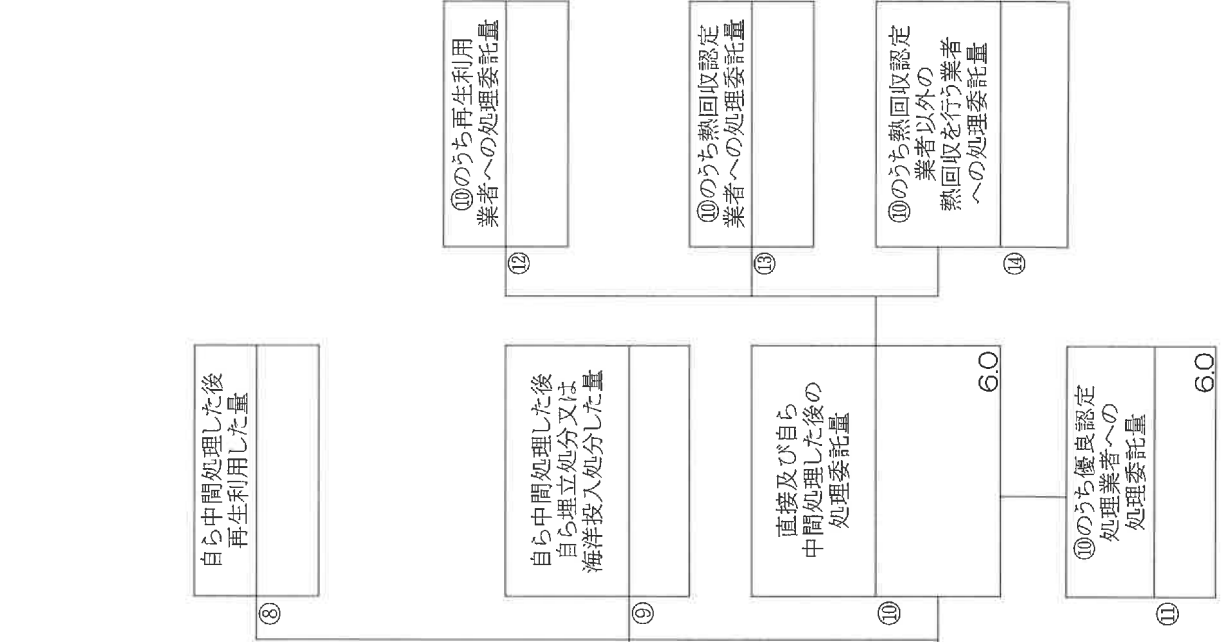 ⑧
自ら中間処理した後
再生利用した量
⑨
自ら中間処理した後
自ら埋立処分又は
海洋投入処分した量
⑩
直接及び自ら
中間処理した後の
処理委託量
6.0
⑪
⑩のうち優良認定
処理業者への
処理委託量
6.0
⑫
⑩のうち再生利用
業者への処理委託量
⑬
⑩のうち熱回収認定
業者への処理委託量
⑭
⑩のうち熱回収認定
業者以外の
熱回収を行う業者
への処理委託量